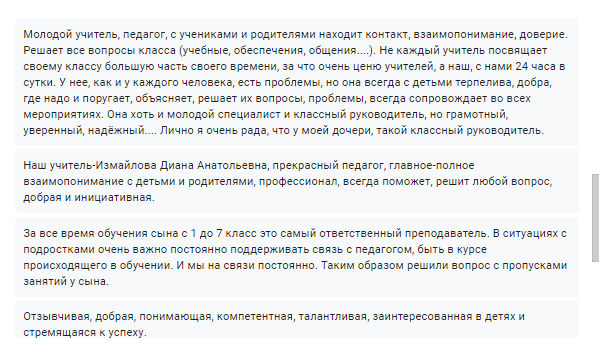 Молодой учитель, педагог, с учениками и родителями находит контакт, взаимопонимание, доверие.
Решает все вопросы класса (учебные, обеспечения, общения....). Не каждый учитель посвящает
своему классу большую часть своего времени, за что очень ценю учителей, а наш, с нами 24 часа в
сутки. У нее, как и у каждого человека, есть проблемы, но она всегда с детьми терпелива, добра,
где надо и поругает, объясняет, решает их вопросы, проблемы, всегда сопровождает во всех
мероприятиях. Она хоть и молодой специалист и классный руководитель, но грамотный,
уверенный, надёжный.... Лично я очень рада, что у моей дочери, такой классный руководитель.
Наш учитель-Измайлова Диана Анатольевна, прекрасный педагог, главное-полное
взаимопонимание с детьми и родителями, профессионал, всегда поможет, решит любой вопрос,
добрая и инициативная.
За все время обучения сына с 1 до 7 класс это самый ответственный преподаватель. В ситуациях с
подростками очень важно постоянно поддерживать связь с педагогом, быть в курсе
происходящего в обучении. И мы на связи постоянно. Таким образом решили вопрос с пропусками
занятий у сына.
Отзывчивая, добрая, понимающая, компетентная, талантливая, заинтересованная в детях и
стремящаяся к успеху.